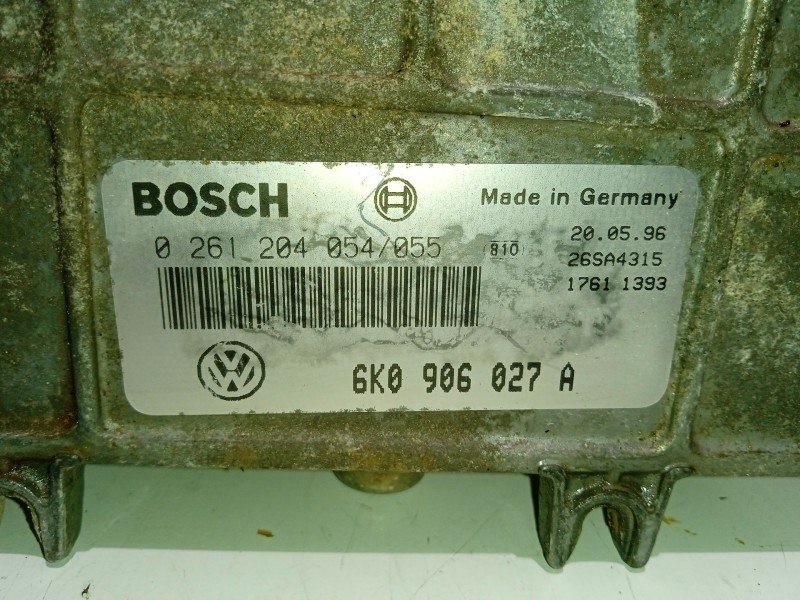 BOSCH
Made in Germany
0 261 204 054/055
810
20.05.96
26SA4315
1761 1393
VW
6K0 906 027 A